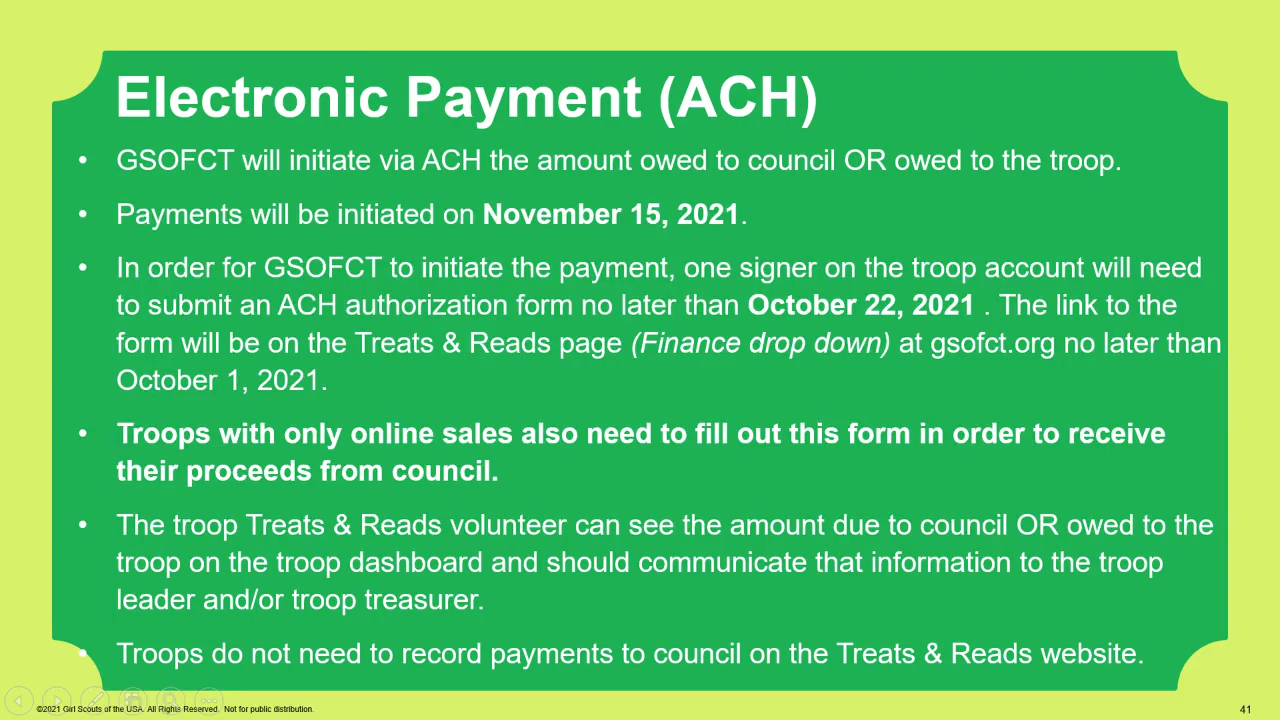 Electronic Payment (ACH)
• GSOFCT will initiate via ACH the amount owed to council OR owed to the troop.
• Payments will be initiated on November 15, 2021.
• In order for GSOFCT to initiate the payment, one signer on the troop account will need
to submit an ACH authorization form no later than October 22, 2021 . The link to the
form will be on the Treats & Reads page (Finance drop down) at gsofct.org no later than
October 1, 2021.
• Troops with only online sales also need to fill out this form in order to receive
their proceeds from council.
• The troop Treats & Reads volunteer can see the amount due to council OR owed to the
troop on the troop dashboard and should communicate that information to the troop
leader and/or troop treasurer.
• Troops do not need to record payments to council on the Treats & Reads website.
©2021 Girl Scouts of the USA. All Rights Reserved. Not for public distribution.
41